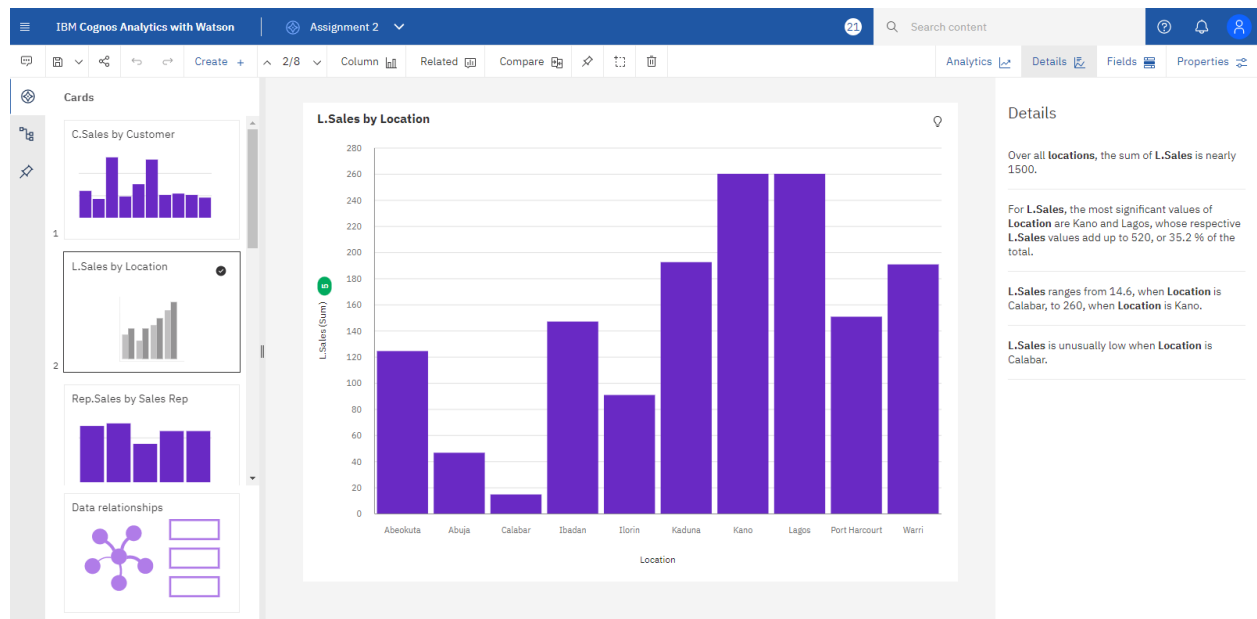 IBM Cognos Analytics with Watson
Assignment 2
21
Search content
Create +
2/8
Column
Related
Compare
Analytics
Details
Fields
Properties
Cards
C.Sales by Customer
1
L.Sales by Location
2
Rep.Sales by Sales Rep
Data relationships
L.Sales by Location
280
260
240
220
200
180
160
140
120
100
80
60
40
20
0
5
L.Sales (Sum)
Abeokuta
Abuja
Calabar
Ibadan
Ilorin
Kaduna
Kano
Lagos
Port Harcourt
Warri
Location
Details
Over all locations, the sum of L.Sales is nearly
1500.
For L.Sales, the most significant values of
Location are Kano and Lagos, whose respective
L.Sales values add up to 520, or 35.2 % of the
total.
L.Sales ranges from 14.6, when Location is
Calabar, to 260, when Location is Kano.
L.Sales is unusually low when Location is
Calabar.